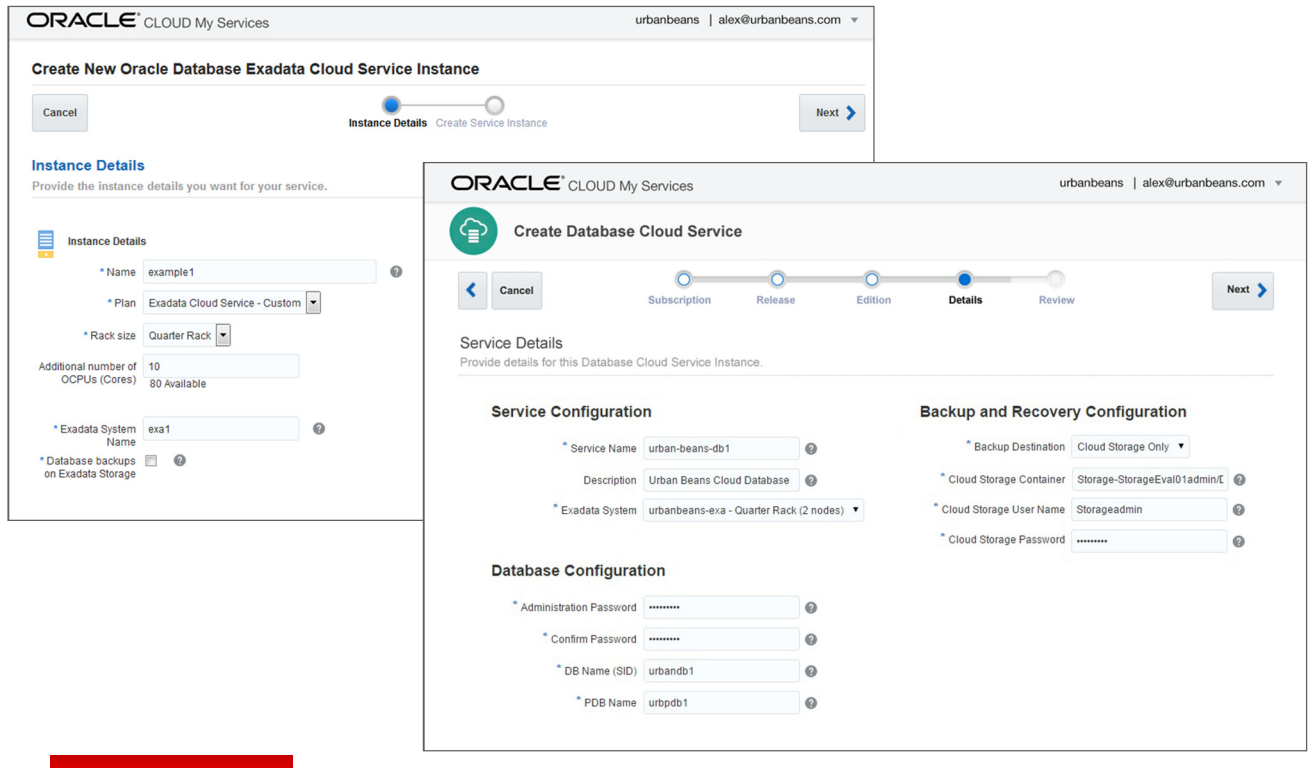 ORACLE® CLOUD My Services
urbanbeans | alex@urbanbeans.com
Create New Oracle Database Exadata Cloud Service Instance
Cancel
Next
Instance Details Create Service Instance
Instance Details
Provide the instance details you want for your service.
Instance Details
* Name example1
* Plan Exadata Cloud Service - Custom
* Rack size Quarter Rack
Additional number of
OCPUs (Cores)
10
80 Available
* Exadata System
Name
exa1
* Database backups
on Exadata Storage
ORACLE® CLOUD My Services
urbanbeans | alex@urbanbeans.com
Create Database Cloud Service
Cancel
Subscription Release Edition Details Review
Next
Service Details
Provide details for this Database Cloud Service Instance.
Service Configuration
* Service Name urban-beans-db1
Description Urban Beans Cloud Database
* Exadata System urbanbeans-exa - Quarter Rack (2 nodes)
Database Configuration
* Administration Password •••••••••
* Confirm Password •••••••••
* DB Name (SID) urbandb1
* PDB Name urbpdb1
Backup and Recovery Configuration
* Backup Destination Cloud Storage Only
* Cloud Storage Container Storage-StorageEval01admin/
* Cloud Storage User Name Storageadmin
* Cloud Storage Password •••••••••